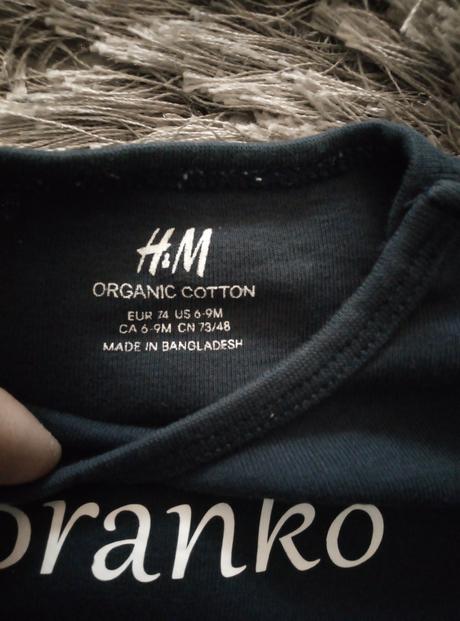 H&M
ORGANIC COTTON
EUR 74 US 6-9M
CA 6-9M CN 73/48
MADE IN BANGLADESH